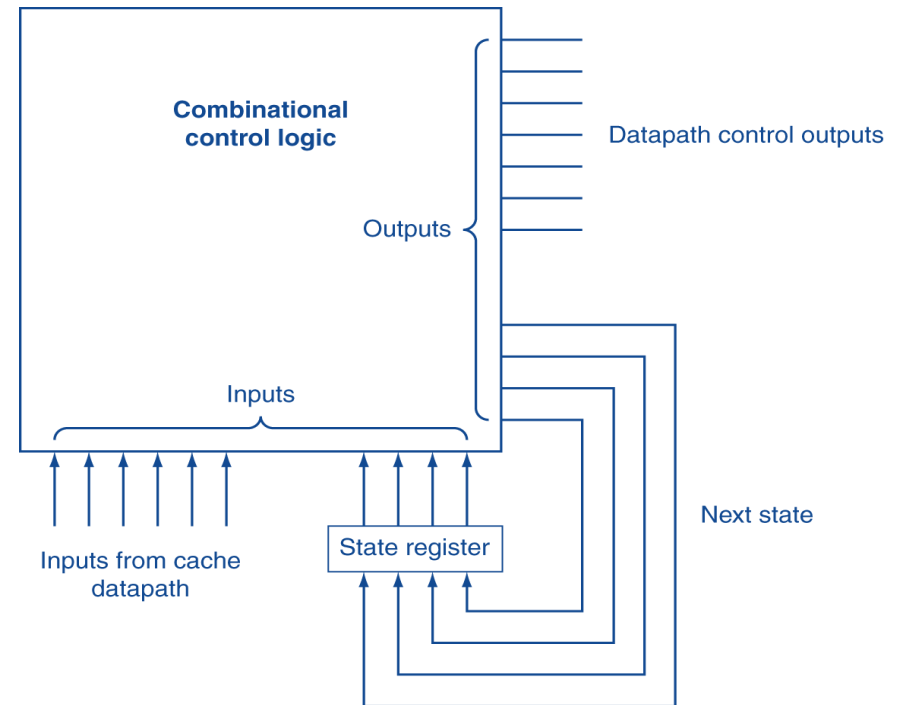 Combinational
control logic
Datapath control outputs
Outputs
Inputs
Next state
State register
Inputs from cache
datapath